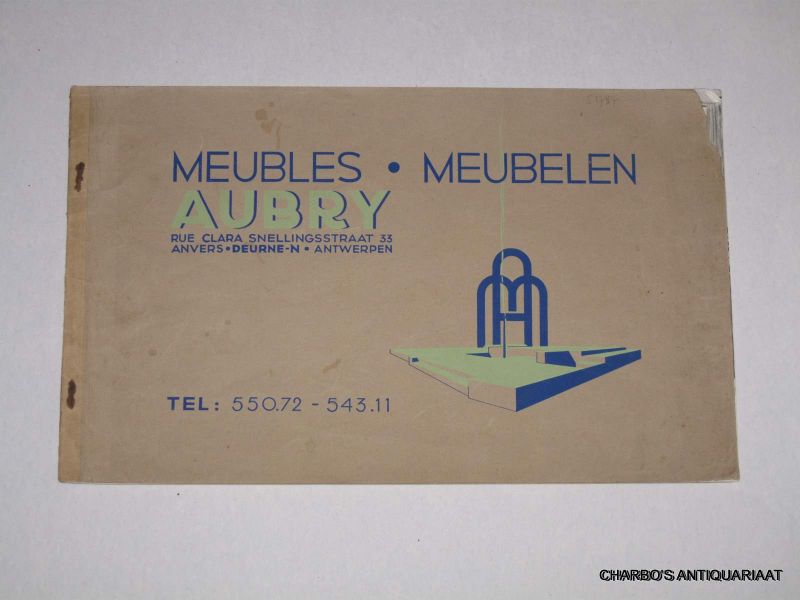 MEUBLES • MEUBELEN
AUBRY
RUE CLARA SNELLINGSSTRAAT 33
ANVERS • DEURNE-N • ANTWERPEN
TEL: 550.72 - 543.11
CHARBO'S ANTIQUARIAAT